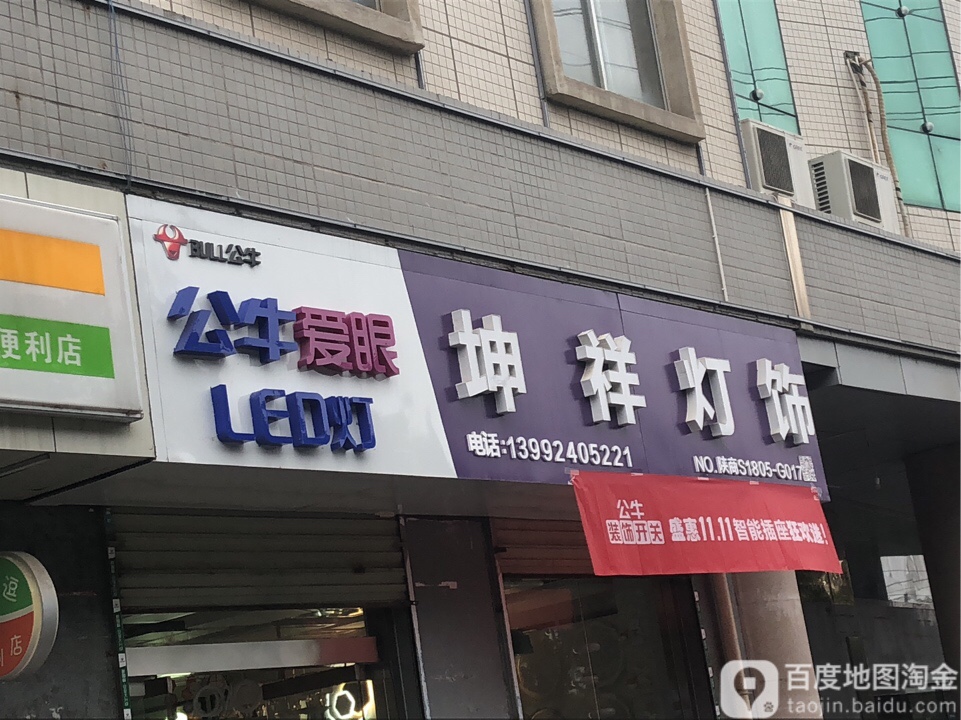 便利店
BULL公牛
公牛爱眼
LED灯
坤祥灯饰
电话:13992405221
NO.陕商S1805-G017
公牛
装饰开关
盛惠11.11智能插座狂欢送!
逗
店
百度地图淘金
taojin.baidu.com